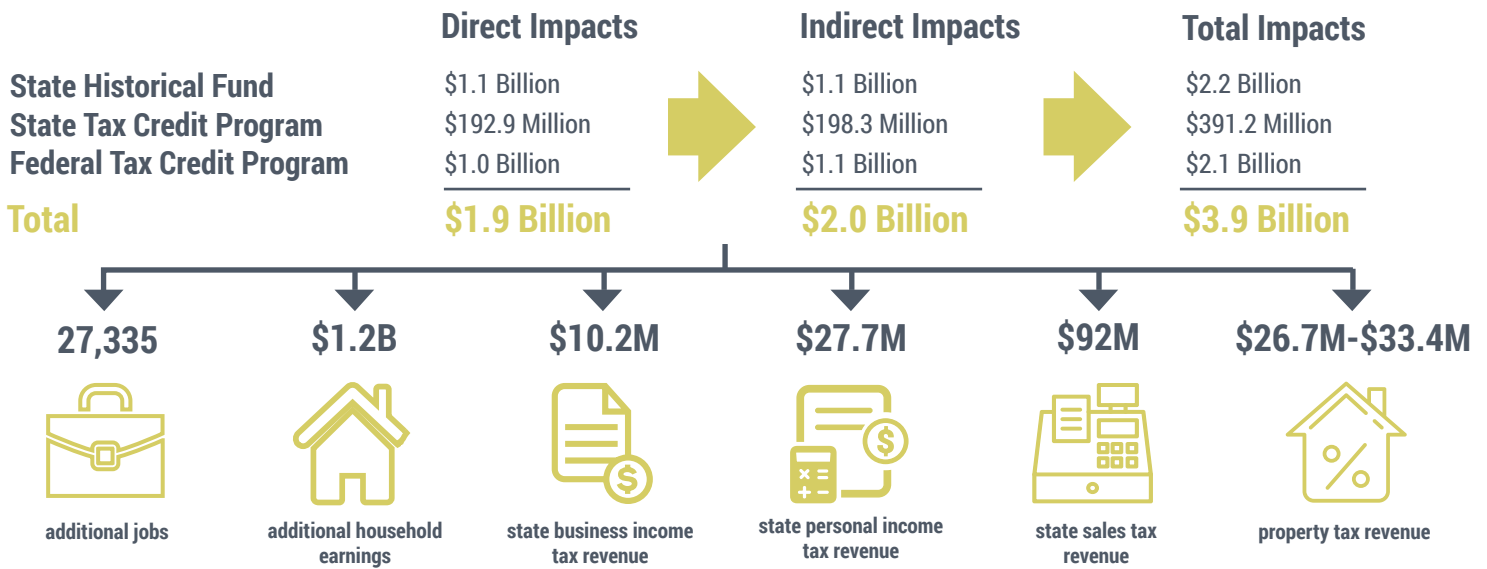 Direct Impacts Indirect Impacts Total Impacts
State Historical Fund $1.1 Billion $1.1 Billion $2.2 Billion
State Tax Credit Program $192.9 Million $198.3 Million $391.2 Million
Federal Tax Credit Program $1.0 Billion $1.1 Billion $2.1 Billion
Total $1.9 Billion $2.0 Billion $3.9 Billion
27,335 $1.2B $10.2M $27.7M $92M $26.7M-$33.4M
additional jobs
additional household
earnings
state business income
tax revenue
state personal income
tax revenue
state sales tax
revenue
property tax revenue